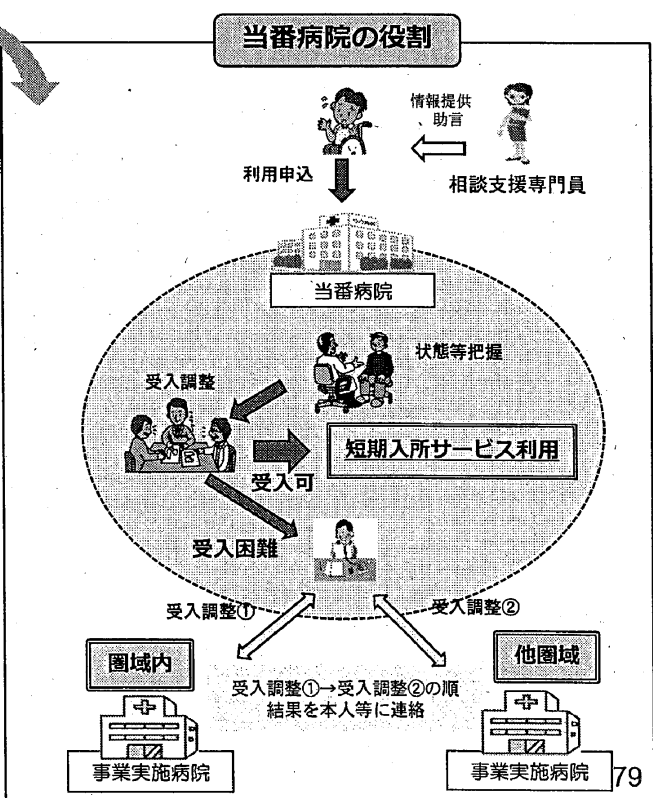 当番病院の役割
情報提供
、助言
利用申込
相談支援専門員
当番病院
状態等把握
受入調整
短期入所サービス利用
受入可
受入困難
受入調整①
受入調整②
圏域内
他圏域
受入調整①→受入調整②の順
結果を本人等に連絡
事業実施病院
事業実施病院
79